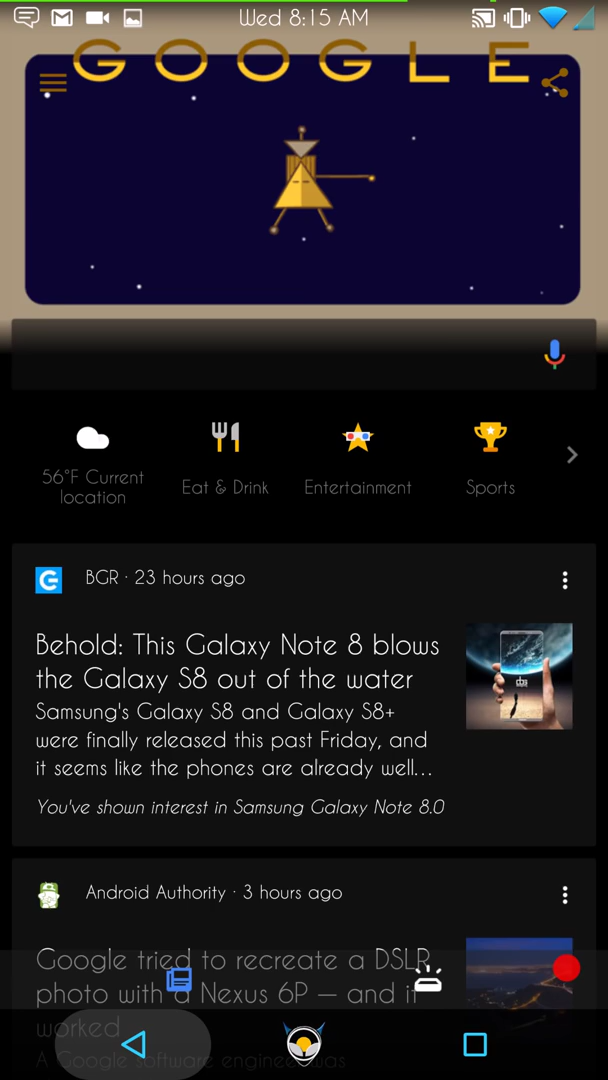 Wed 8:15 AM
GOOGLE
56°F Current
location
Eat & Drink
Entertainment
Sports
BGR · 23 hours ago
Behold: This Galaxy Note 8 blows
the Galaxy S8 out of the water
Samsung's Galaxy S8 and Galaxy S8+
were finally released this past Friday, and
it seems like the phones are already well...
You've shown interest in Samsung Galaxy Note 8.0
Android Authority · 3 hours ago
Google tried to recreate a DSLR
photo with a Nexus 6P — and it
worked
A Google software engineer was